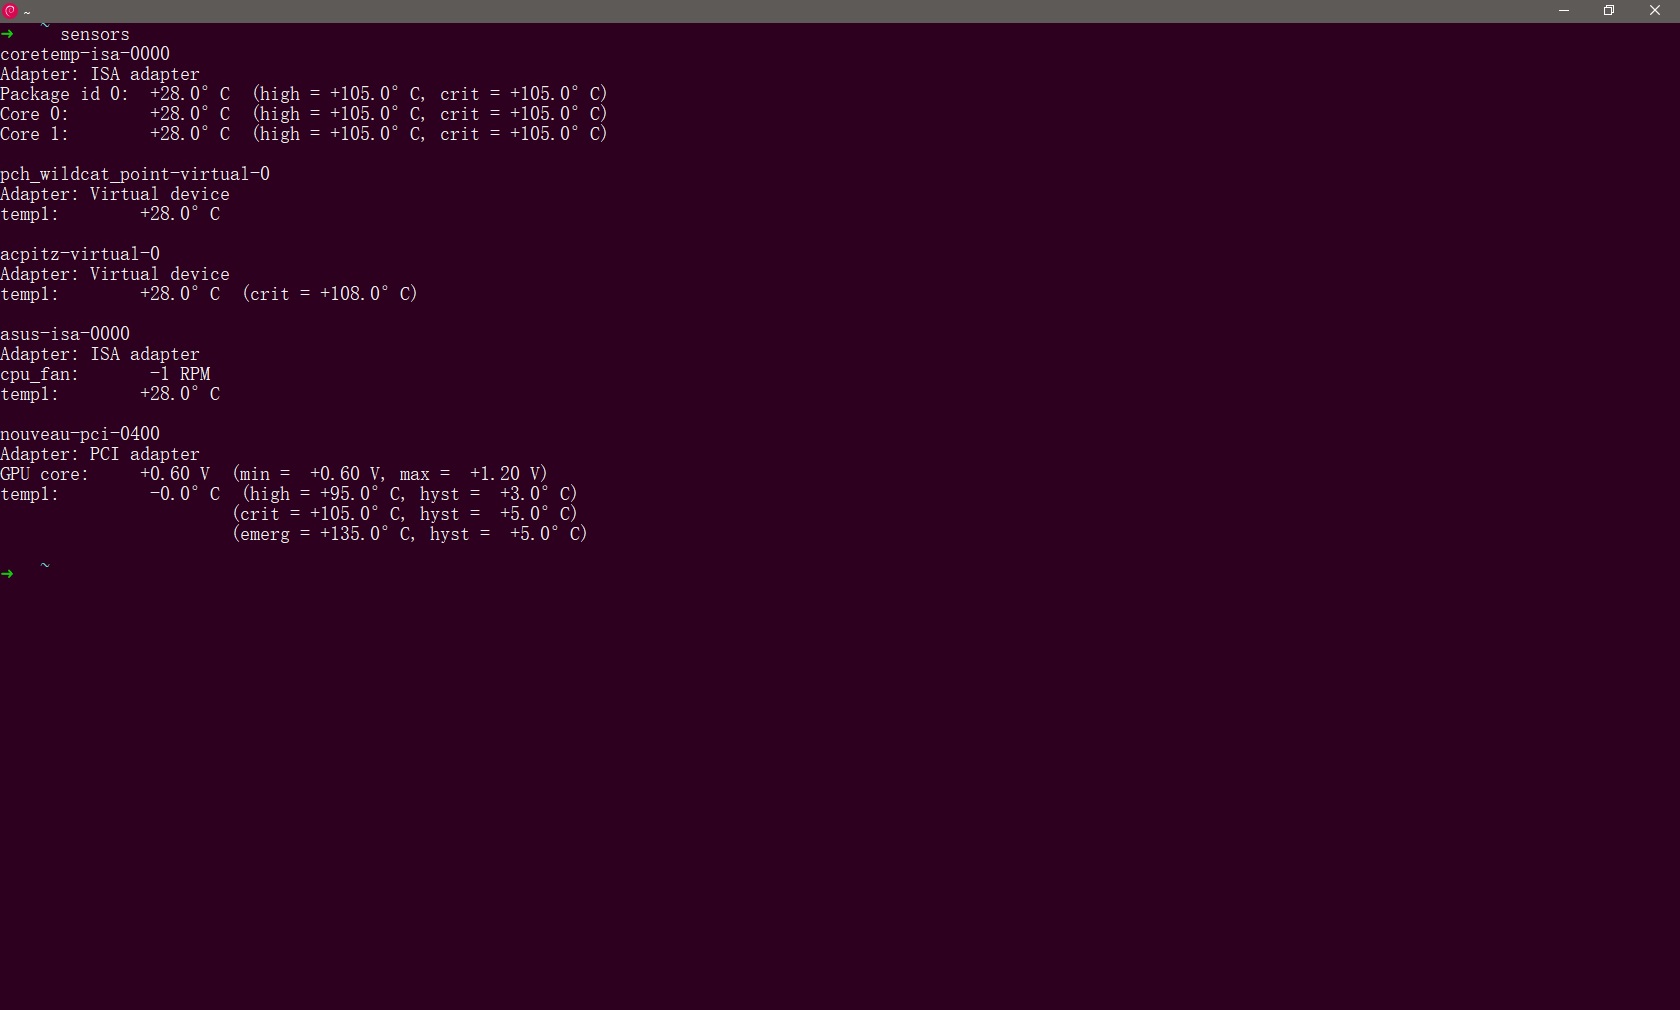 ~
➜ ~ sensors
coretemp-isa-0000
Adapter: ISA adapter
Package id 0:  +28.0° C  (high = +105.0° C, crit = +105.0° C)
Core 0:        +28.0° C  (high = +105.0° C, crit = +105.0° C)
Core 1:        +28.0° C  (high = +105.0° C, crit = +105.0° C)
pch_wildcat_point-virtual-0
Adapter: Virtual device
temp1:        +28.0° C
acpitz-virtual-0
Adapter: Virtual device
temp1:        +28.0° C  (crit = +108.0° C)
asus-isa-0000
Adapter: ISA adapter
cpu_fan:       -1 RPM
temp1:        +28.0° C
nouveau-pci-0400
Adapter: PCI adapter
GPU core:     +0.60 V  (min =  +0.60 V, max =  +1.20 V)
temp1:         -0.0° C  (high = +95.0° C, hyst =  +3.0° C)
(crit = +105.0° C, hyst =  +5.0° C)
(emerg = +135.0° C, hyst =  +5.0° C)
➜ ~